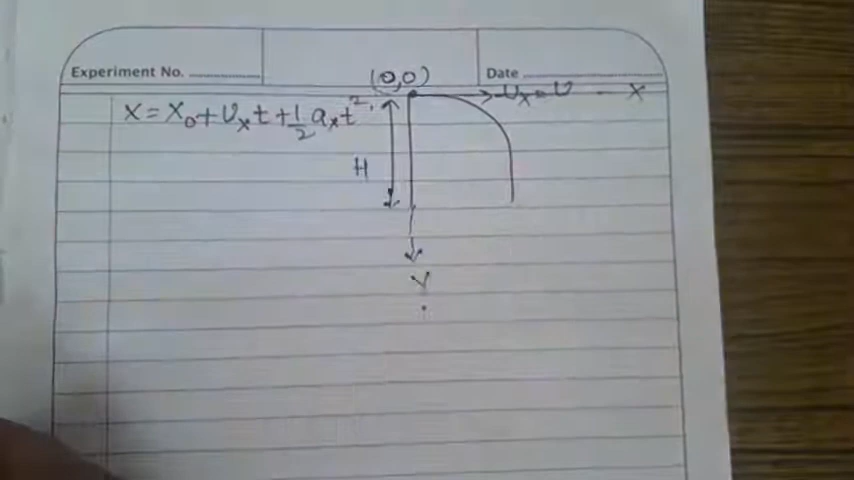 Experiment No. ................
(0,0)
Date ................
Ux = U - X
X = X₀ + Uₓt + 1/2 aₓt²,
H
Y